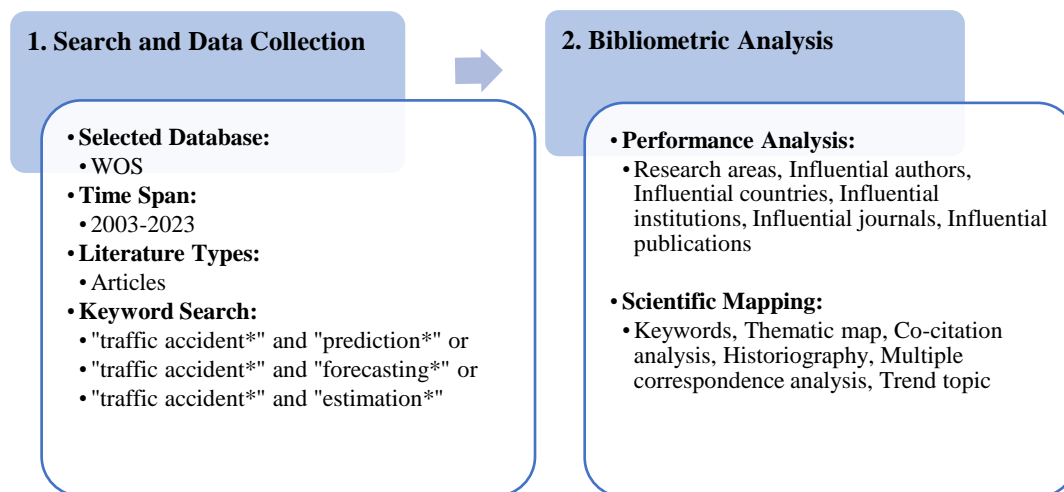 1. Search and Data Collection
• Selected Database:
• WOS
• Time Span:
• 2003-2023
• Literature Types:
• Articles
• Keyword Search:
• "traffic accident*" and "prediction*" or
• "traffic accident*" and "forecasting*" or
• "traffic accident*" and "estimation*"
2. Bibliometric Analysis
• Performance Analysis:
• Research areas, Influential authors,
Influential countries, Influential
institutions, Influential journals, Influential
publications
• Scientific Mapping:
• Keywords, Thematic map, Co-citation
analysis, Historiography, Multiple
correspondence analysis, Trend topic